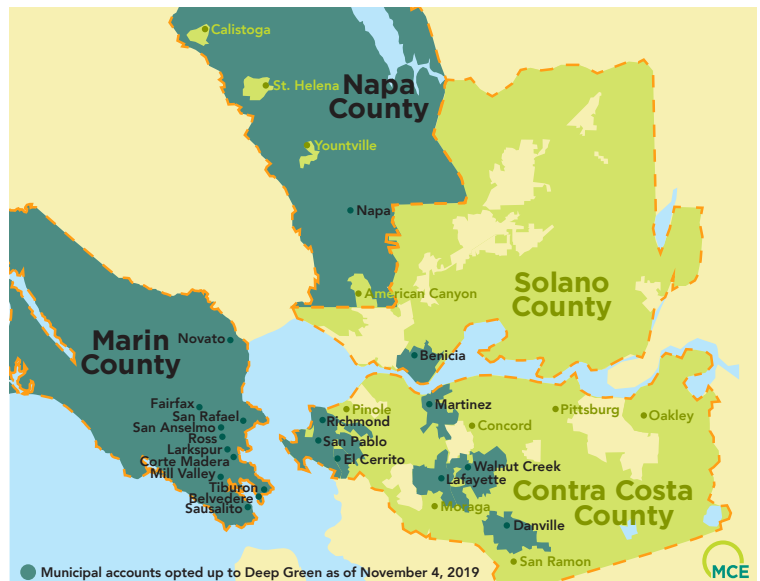 Calistoga
St. Helena
Napa
County
Yountville
Napa
American Canyon
Solano
County
Marin
County
Novato
Benicia
Fairfax
San Rafael
San Anselmo
Ross
Larkspur
Corte Madera
Mill Valley
Tiburon
Belvedere
Sausalito
Pinole
Richmond
San Pablo
El Cerrito
Martinez
Concord
Pittsburg
Oakley
Walnut Creek
Lafayette
Moraga
Contra Costa
County
Danville
San Ramon
Municipal accounts opted up to Deep Green as of November 4, 2019
MCE